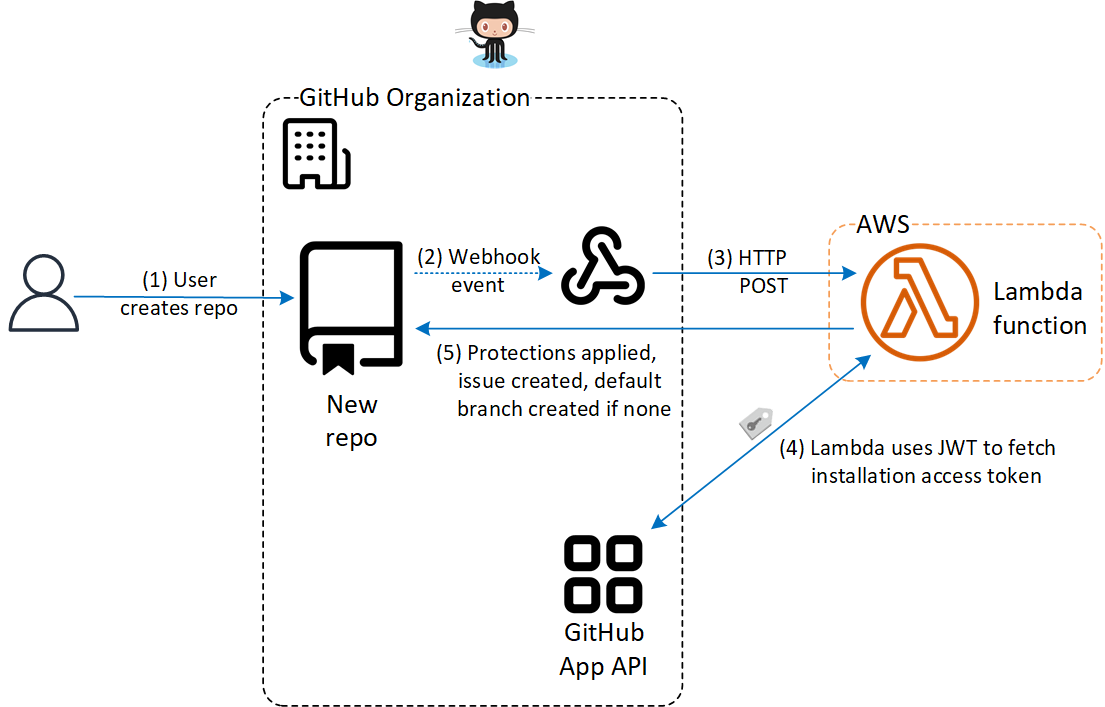 GitHub Organization
AWS
(1) User
creates repo
(2) Webhook
event
(3) HTTP
POST
Lambda
function
(5) Protections applied,
issue created, default
branch created if none
New
repo
(4) Lambda uses JWT to fetch
installation access token
GitHub
App API